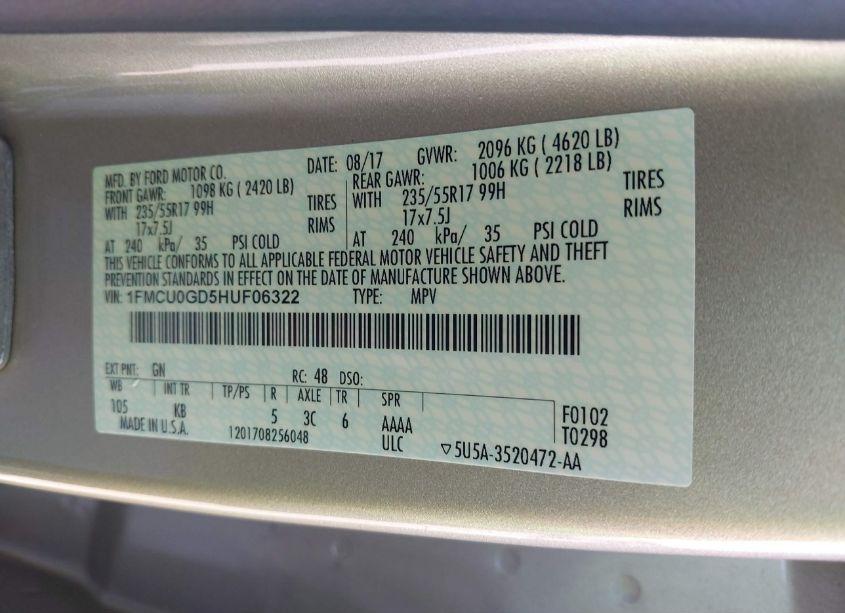 MFD. BY FORD MOTOR CO. DATE: 08/17 GVWR: 2096 KG ( 4620 LB)
FRONT GAWR: 1098 KG ( 2420 LB) REAR GAWR: 1006 KG ( 2218 LB)
WITH 235/55R17 99H TIRES WITH 235/55R17 99H TIRES
17x7.5J RIMS 17x7.5J RIMS
AT 240 kPa/ 35 PSI COLD AT 240 kPa/ 35 PSI COLD
THIS VEHICLE CONFORMS TO ALL APPLICABLE FEDERAL MOTOR VEHICLE SAFETY AND THEFT
PREVENTION STANDARDS IN EFFECT ON THE DATE OF MANUFACTURE SHOWN ABOVE.
VIN: 1FMCU0GD5HUF06322 TYPE: MPV
EXT PNT: GN RC: 48 DSO:
WB INT TR TP/PS R AXLE TR SPR
105 KB 5 3C 6 AAAA F0102
MADE IN U.S.A. 1201708256048 ULC T0298
▽5U5A-3520472-AA